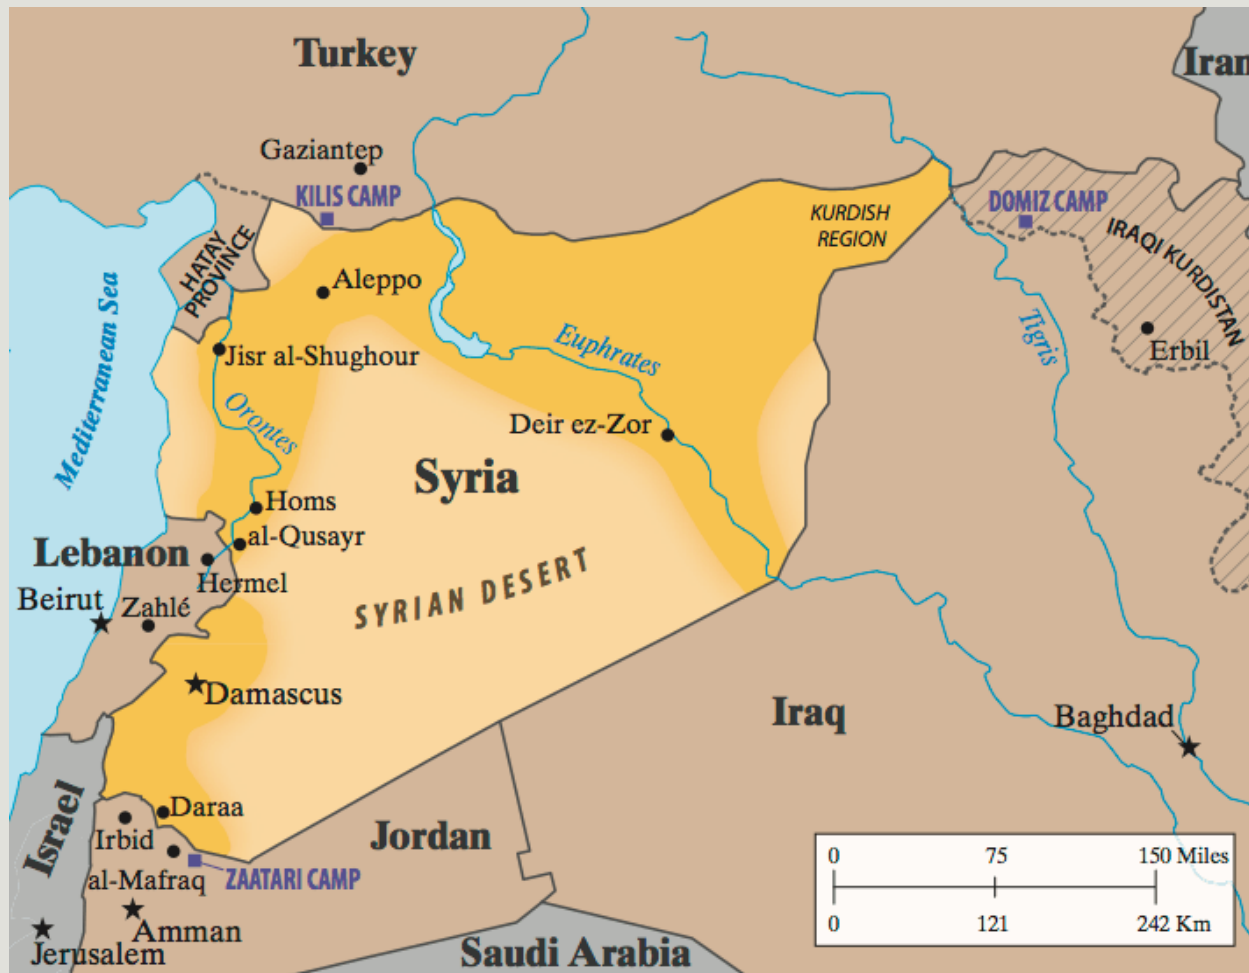 Turkey
Iran
Gaziantep
KILIS CAMP
DOMIZ CAMP
KURDISH
REGION
IRAQI KURDISTAN
HATAY
PROVINCE
Aleppo
Mediterranean Sea
Tigris
Euphrates
Erbil
Jisr al-Shughour
Orontes
Deir ez-Zor
Syria
Homs
al-Qusayr
Lebanon
Hermel
SYRIAN DESERT
Beirut
Zahlé
Damascus
Iraq
Baghdad
Israel
Daraa
Irbid
Jordan
al-Mafraq
ZAATARI CAMP
Amman
Jerusalem
Saudi Arabia
0 75 150 Miles
0 121 242 Km